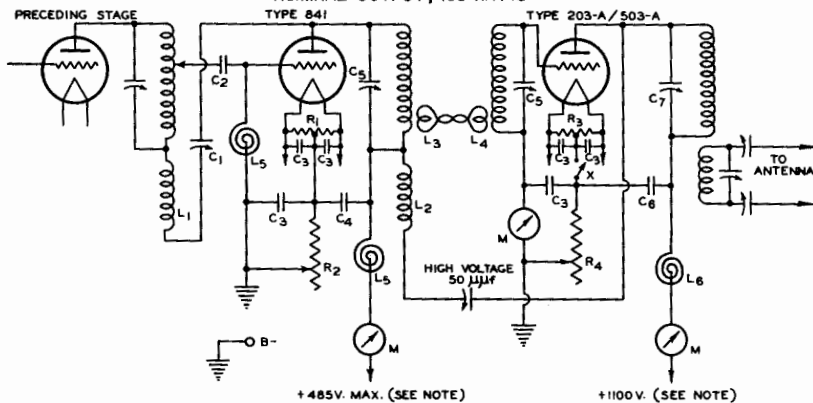 PRECEDING STAGE
TYPE 841
TYPE 203-A/503-A
C2
C5
C5
C7
R1
R3
L3
L4
C1
L5
C3
C3
C3
C3
TO
ANTENNA
X
L1
C3
C4
L2
C3
C6
M
R2
L5
HIGH VOLTAGE
50 µµf
R4
L6
B-
M
M
+485V. MAX. (SEE NOTE)
+1100V. (SEE NOTE)